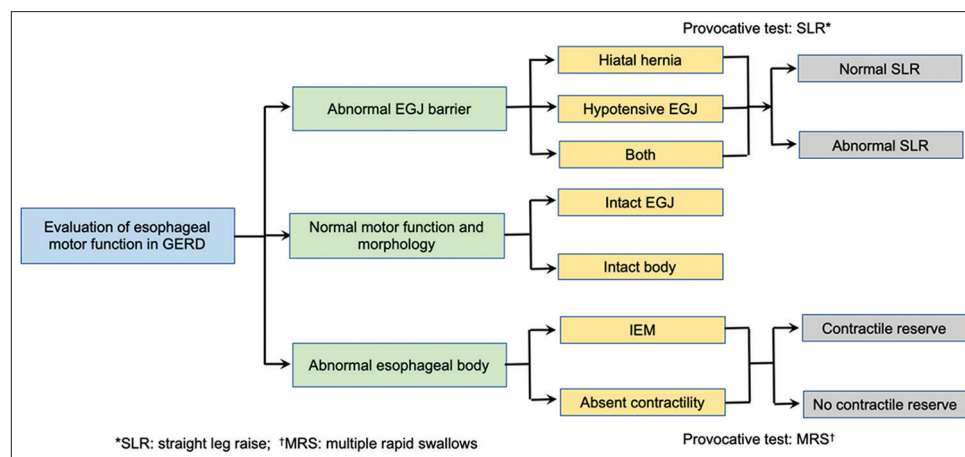 Provocative test: SLR*
Hiatal hernia
Normal SLR
Abnormal EGJ barrier
Hypotensive EGJ
Both
Abnormal SLR
Evaluation of esophageal
motor function in GERD
Normal motor function and
morphology
Intact EGJ
Intact body
Abnormal esophageal body
IEM
Contractile reserve
Absent contractility
No contractile reserve
*SLR: straight leg raise; †MRS: multiple rapid swallows
Provocative test: MRS†